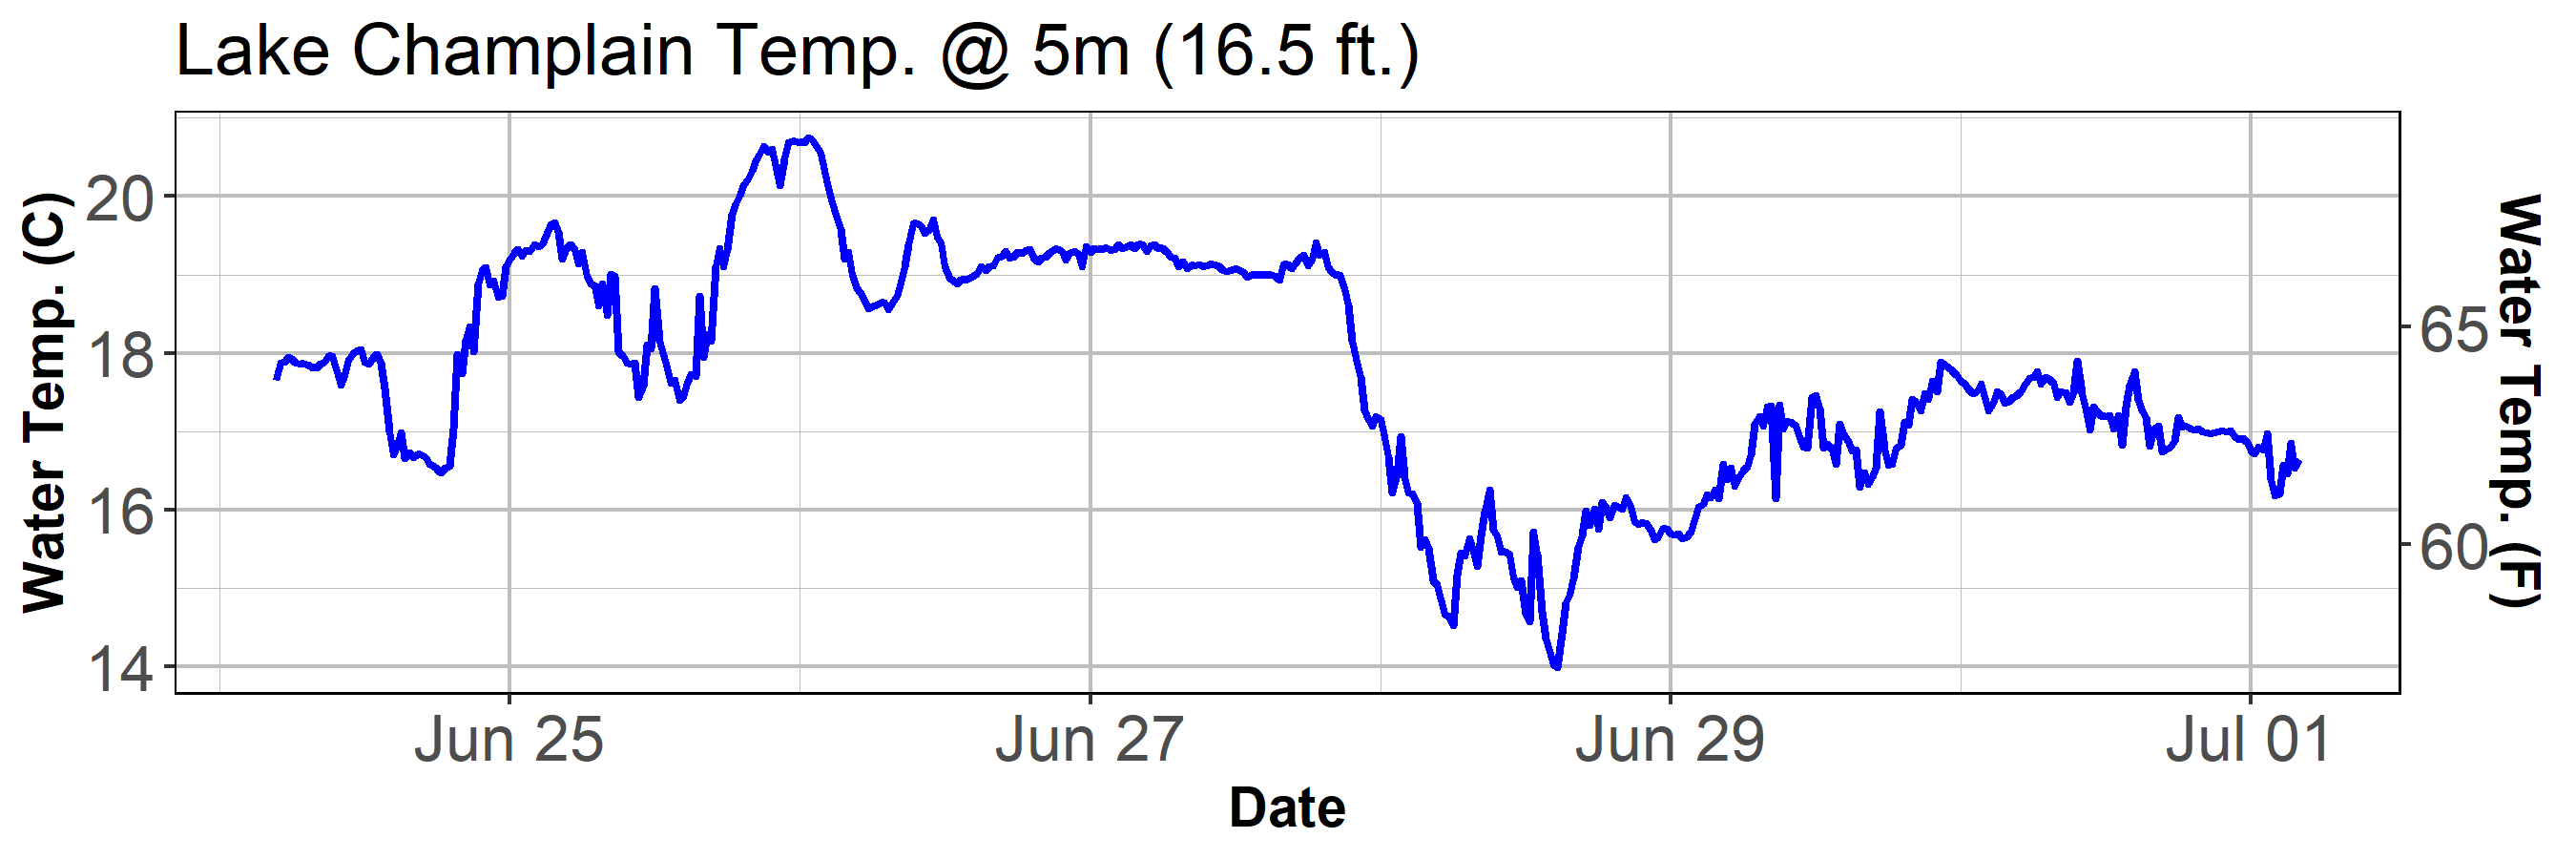 Lake Champlain Temp. @ 5m (16.5 ft.)
Water Temp. (C)
20
18
16
14
65
60
Water Temp. (F)
Jun 25
Jun 27
Jun 29
Jul 01
Date